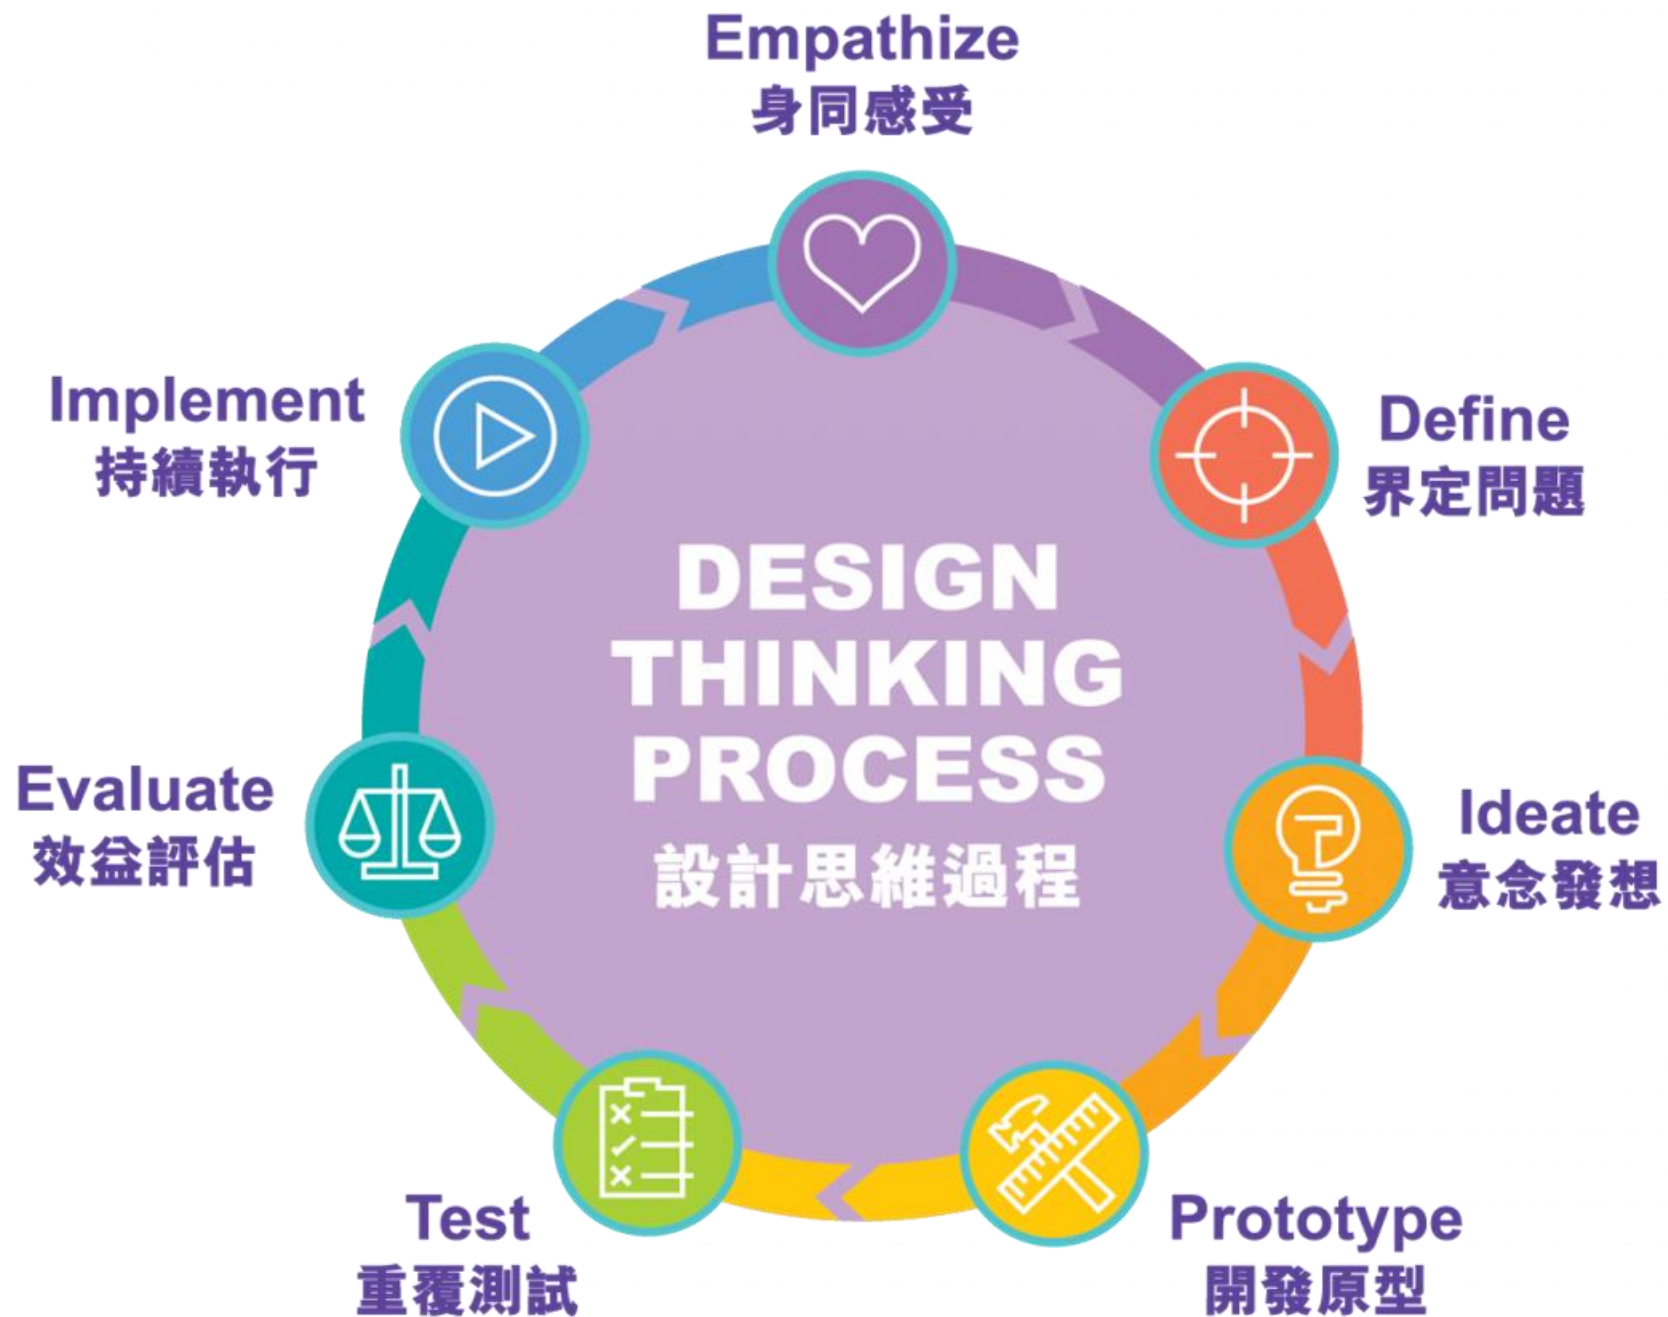 Empathize
身同感受
Define
界定問題
Ideate
意念發想
Prototype
開發原型
Test
重覆測試
Evaluate
效益評估
Implement
持續執行
DESIGN
THINKING
PROCESS
設計思維過程